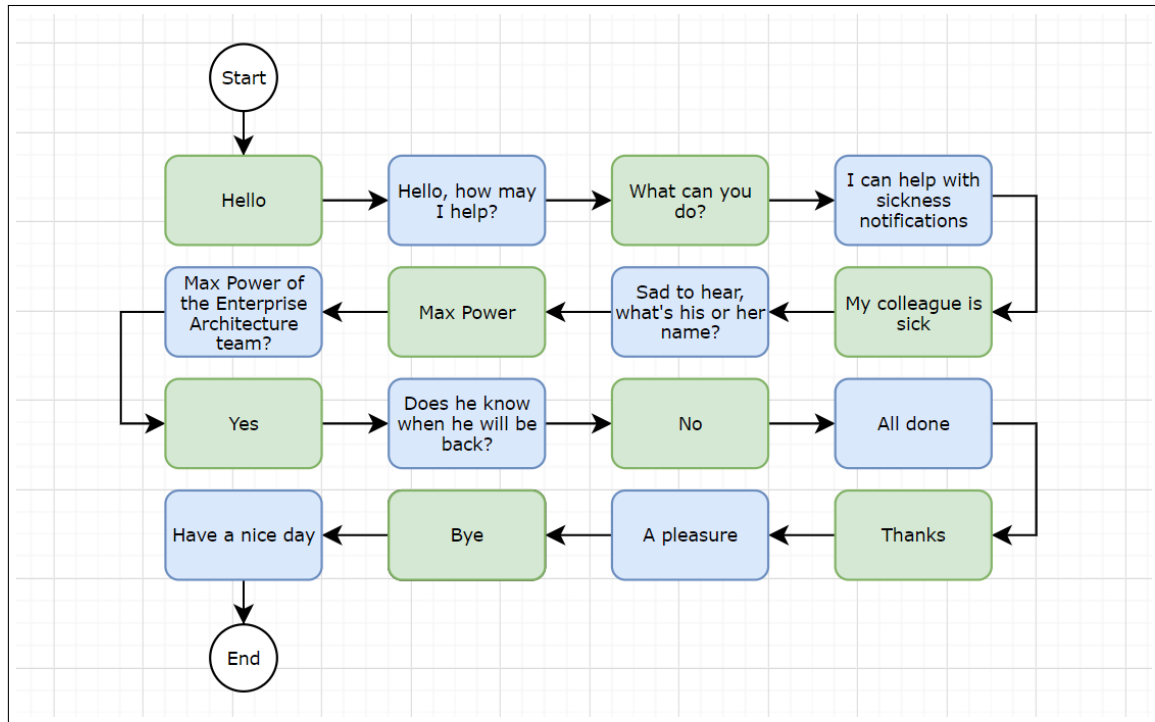 Start
Hello
Hello, how may
I help?
What can you
do?
I can help with
sickness
notifications
My colleague is
sick
Sad to hear,
what's his or her
name?
Max Power
Max Power of
the Enterprise
Architecture
team?
Yes
Does he know
when he will be
back?
No
All done
Thanks
A pleasure
Bye
Have a nice day
End